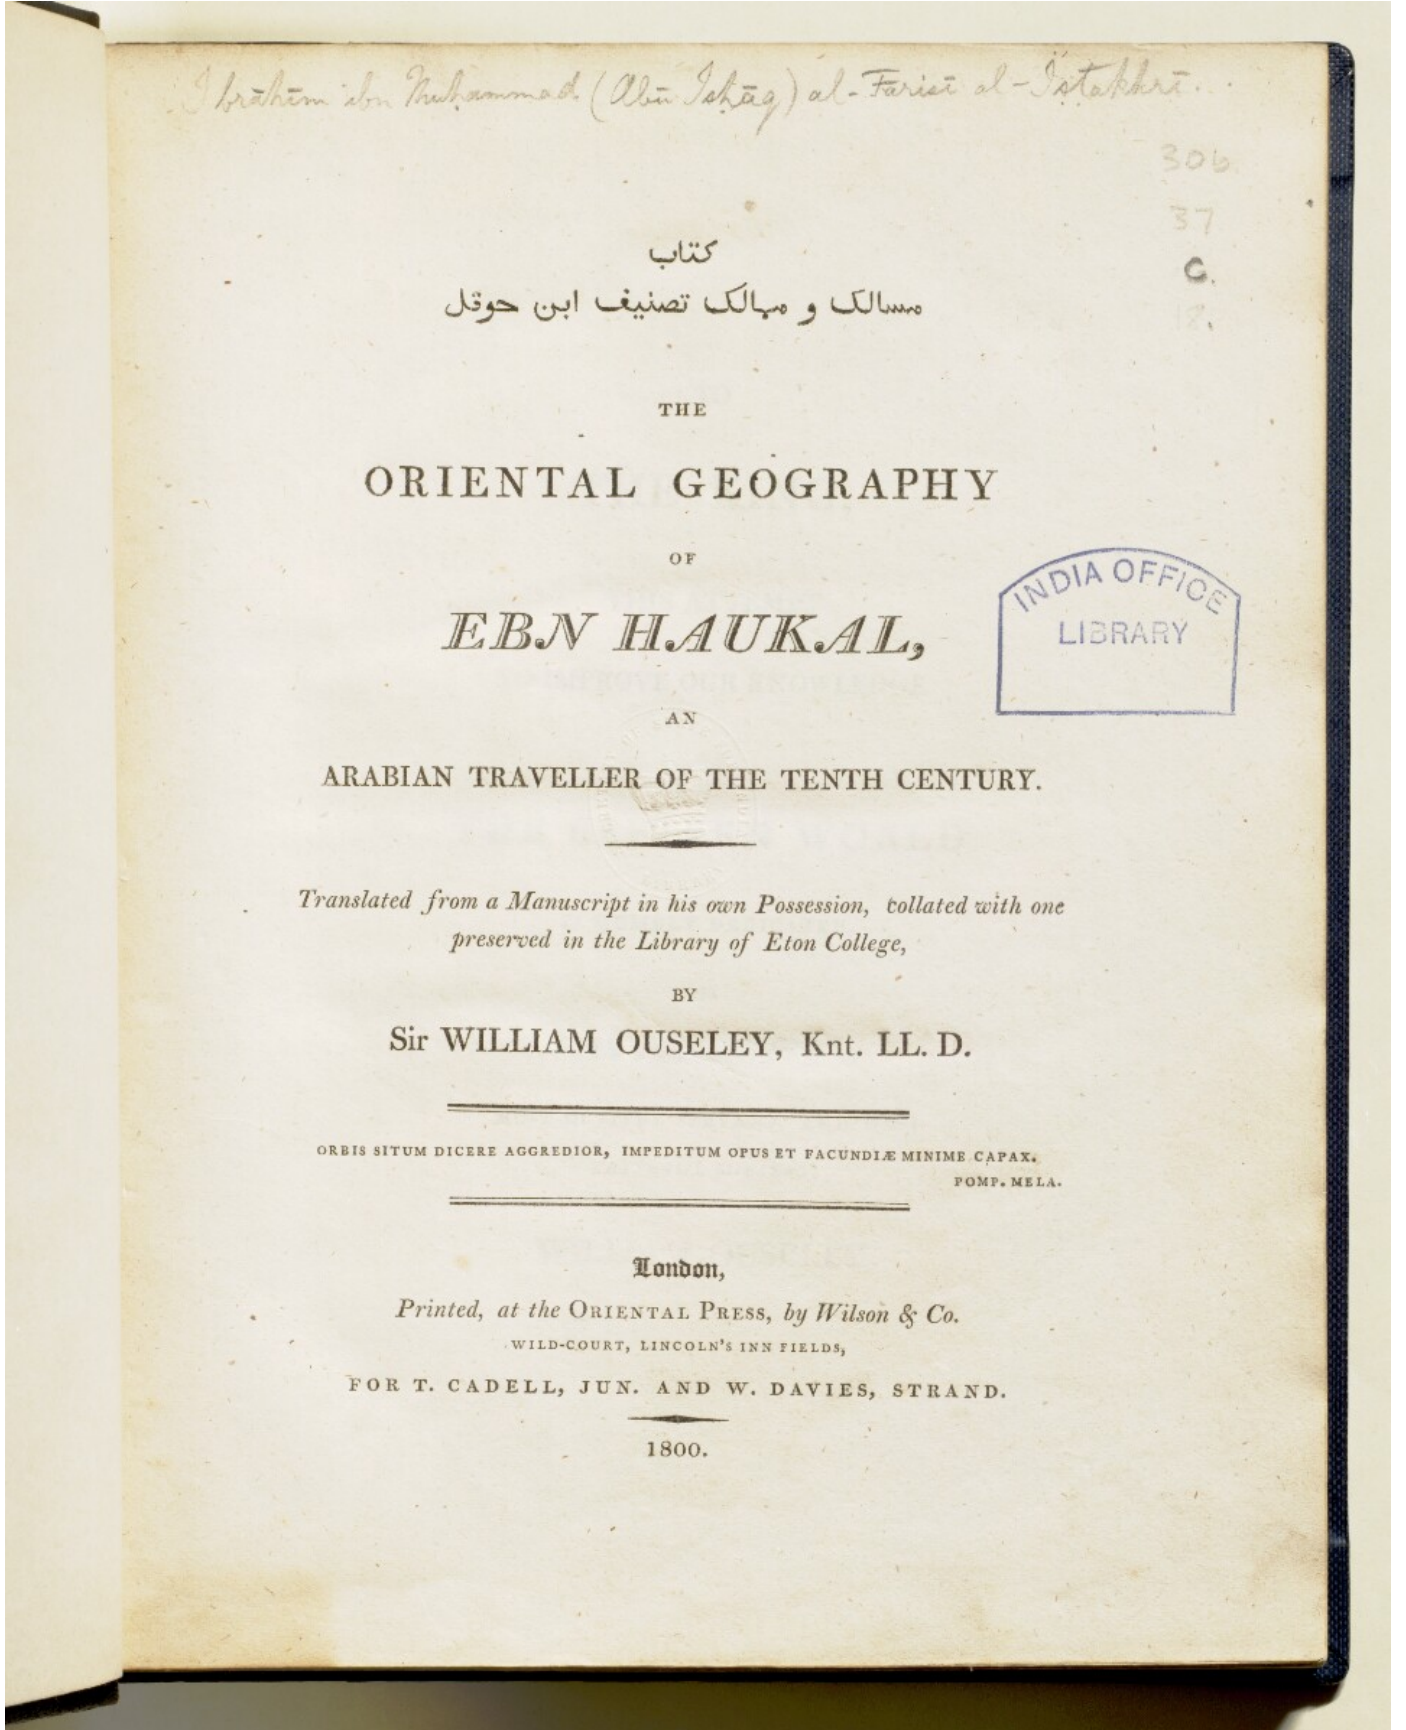 Ibrāhīm ibn Muḥammad (Abū Isḥāq) al-Fārisī al-Iṣṭakhrī.
306.
37
C.
18.
كتاب
مسالک و ممالک تصنيف ابن حوقل
THE
ORIENTAL GEOGRAPHY
OF
EBN HAUKAL,
INDIA OFFICE
LIBRARY
AN
ARABIAN TRAVELLER OF THE TENTH CENTURY.
Translated from a Manuscript in his own Possession, collated with one
preserved in the Library of Eton College,
BY
Sir WILLIAM OUSELEY, Knt. LL. D.
ORBIS SITUM DICERE AGGREDIOR, IMPEDITUM OPUS ET FACUNDIÆ MINIME CAPAX.
POMP. MELA.
London,
Printed, at the ORIENTAL PRESS, by Wilson & Co.
WILD-COURT, LINCOLN'S INN FIELDS,
FOR T. CADELL, JUN. AND W. DAVIES, STRAND.
1800.